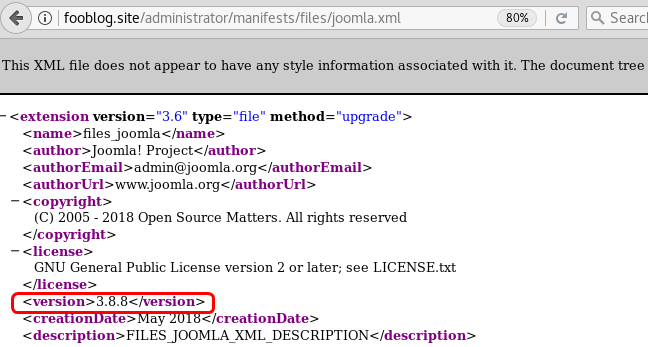 fooblog.site/administrator/manifests/files/joomla.xml 80% Search
This XML file does not appear to have any style information associated with it. The document tree
−<extension version="3.6" type="file" method="upgrade">
<name>files_joomla</name>
<author>Joomla! Project</author>
<authorEmail>admin@joomla.org</authorEmail>
<authorUrl>www.joomla.org</authorUrl>
−<copyright>
(C) 2005 - 2018 Open Source Matters. All rights reserved
</copyright>
−<license>
GNU General Public License version 2 or later; see LICENSE.txt
</license>
<version>3.8.8</version>
<creationDate>May 2018</creationDate>
<description>FILES_JOOMLA_XML_DESCRIPTION</description>